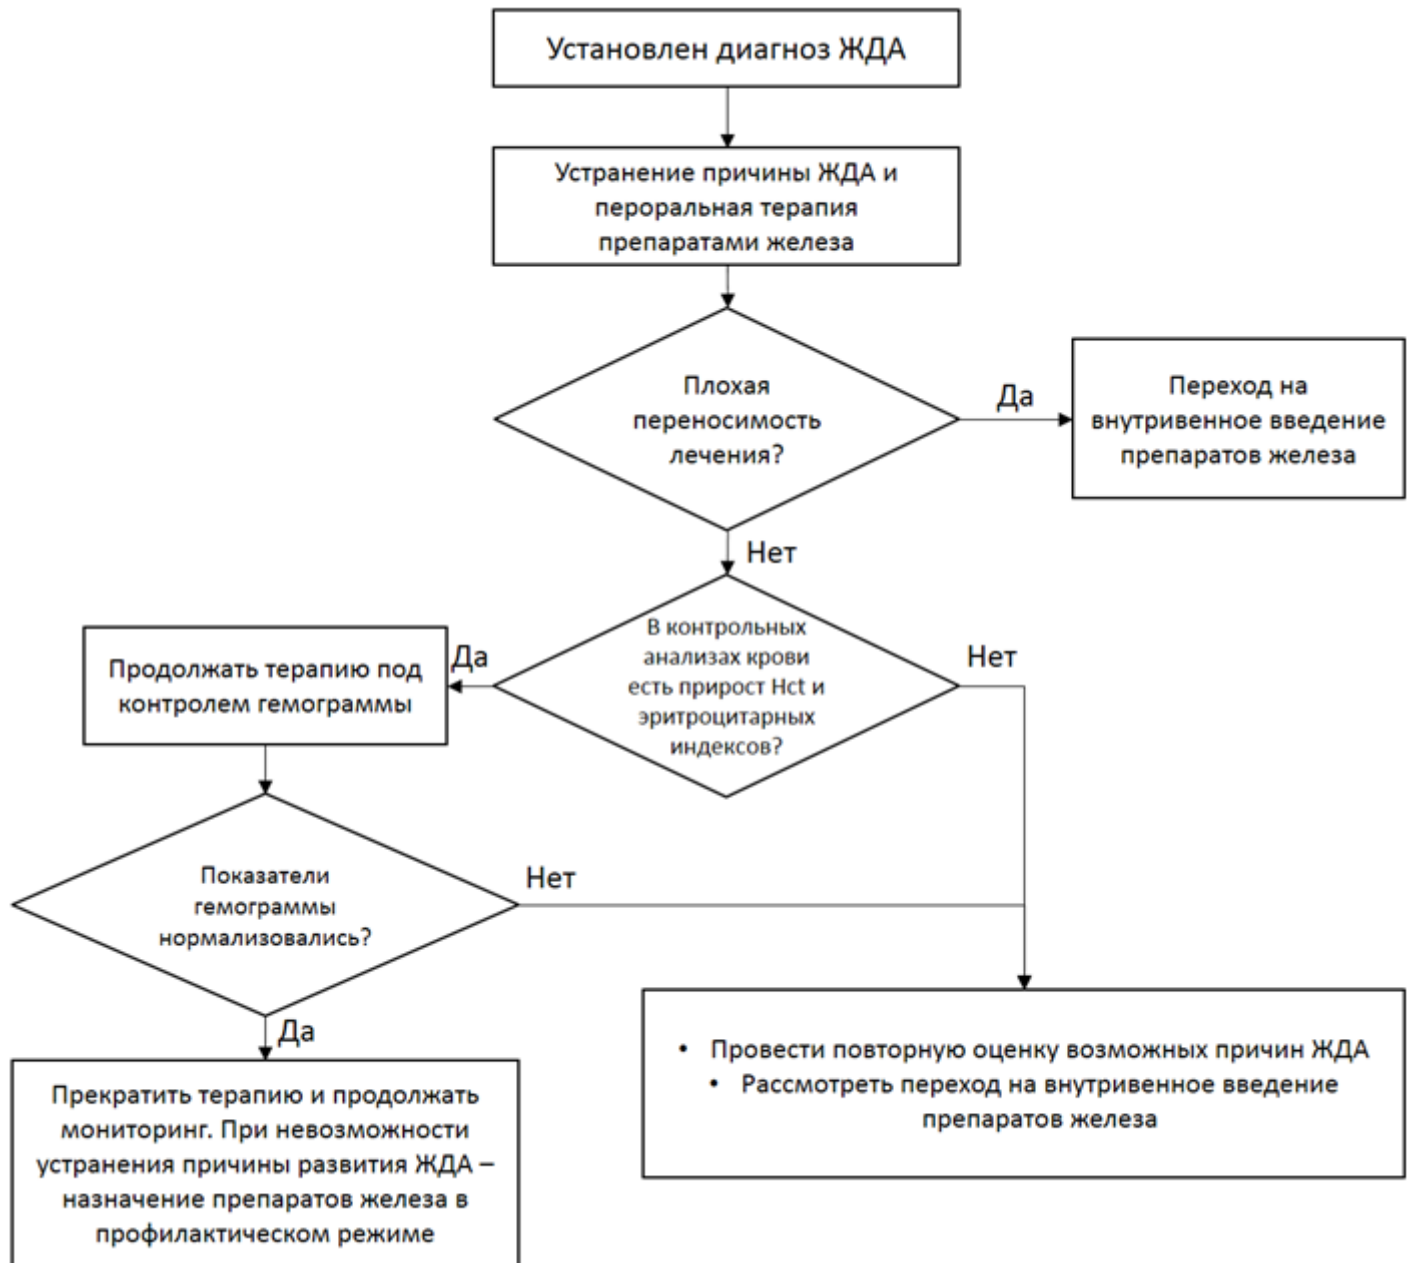 Установлен диагноз ЖДА
Устранение причины ЖДА и
пероральная терапия
препаратами железа
Плохая
переносимость
лечения?
Да
Переход на
внутривенное введение
препаратов железа
Нет
В контрольных
анализах крови
есть прирост Hct и
эритроцитарных
индексов?
Да
Нет
Продолжать терапию под
контролем гемограммы
Показатели
гемограммы
нормализовались?
Нет
Да
Прекратить терапию и продолжать
мониторинг. При невозможности
устранения причины развития ЖДА –
назначение препаратов железа в
профилактическом режиме
• Провести повторную оценку возможных причин ЖДА
• Рассмотреть переход на внутривенное введение
препаратов железа